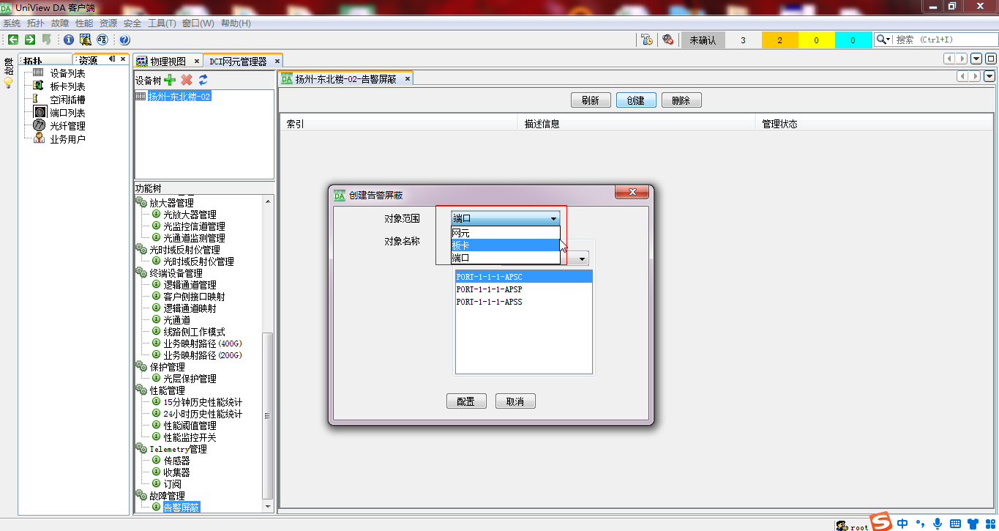 DA UniView DA 客户端
系统 拓扑 故障 性能 资源 安全 工具(T) 窗口(W) 帮助(H)
未确认 3 2 0 0 搜索 (Ctrl+I)
拓扑 资源
设备列表
板卡列表
空闲插槽
端口列表
光纤管理
业务用户
物理视图 DCI网元管理器
设备树
扬州-东北楼-02
功能树
放大器管理
光放大器管理
光监控信道管理
光通道监测管理
光时域反射仪管理
光时域反射仪管理
终端设备管理
逻辑通道管理
客户侧接口映射
逻辑通道映射
光通道
线路侧工作模式
业务映射路径(400G)
业务映射路径(200G)
保护管理
光层保护管理
性能管理
15分钟历史性能统计
24小时历史性能统计
性能阈值管理
性能监控开关
Telemetry管理
传感器
收集器
订阅
故障管理
告警屏蔽
DA 扬州-东北楼-02-告警屏蔽
刷新 创建 删除
索引 描述信息 管理状态
DA 创建告警屏蔽
对象范围 端口
网元
板卡
端口
对象名称
PORT-1-1-1-APSC
PORT-1-1-1-APSP
PORT-1-1-1-APSS
配置 取消
root S 中